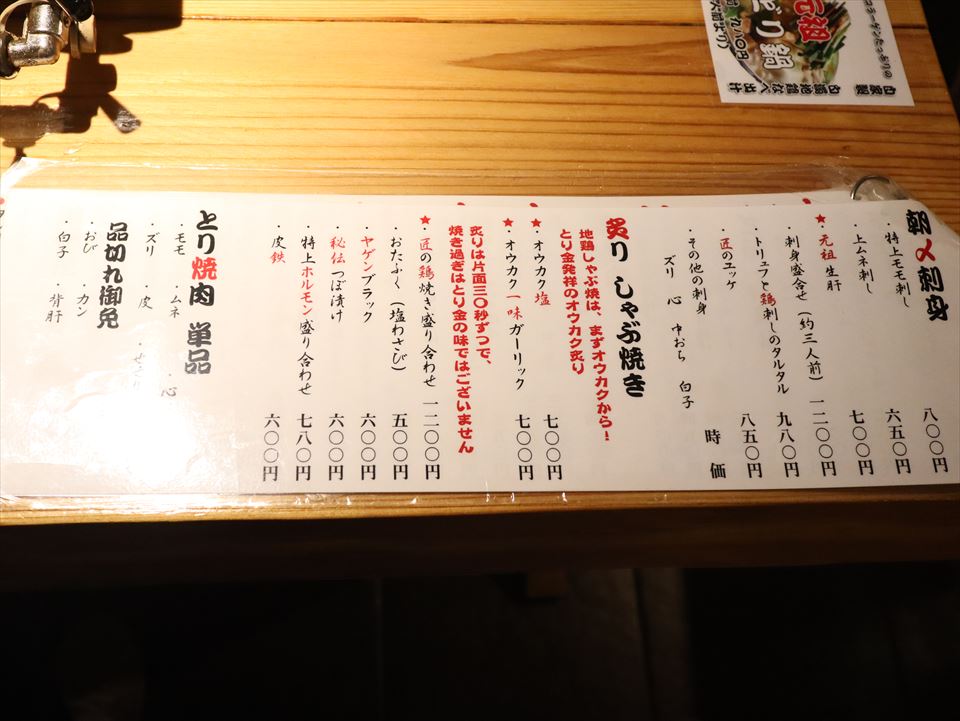 元祖
どり鍋
九八〇円
朝〆刺身
・特上モモ刺し 八〇〇円
・上ムネ刺し 六五〇円
★・元祖 生肝 七〇〇円
・刺身盛合せ（約三人前） 一二〇〇円
・トリュフと鶏刺しのタルタル 九八〇円
・匠のユッケ 八五〇円
・その他の刺身 時価
ズリ 心 中おち 白子
炙り しゃぶ焼き
地鶏しゃぶ焼は、まずオウカクから！
とり金発祥のオウカク炙り
★・オウカク塩 七〇〇円
★・オウカク一味ガーリック 七〇〇円
炙りは片面三〇秒ずつで、
焼き過ぎはとり金の味ではございません
★・匠の鶏焼き盛り合わせ 一二〇〇円
・おたふく（塩わさび） 五〇〇円
・ヤゲンブラック 六〇〇円
・秘伝つぼ漬け 六〇〇円
・特上ホルモン盛り合わせ 七八〇円
・皮鉄 六〇〇円
とり焼肉 単品
・モモ ・ムネ ・心
・ズリ ・皮
品切れ御免
・おび ・カン
・白子 ・背肝